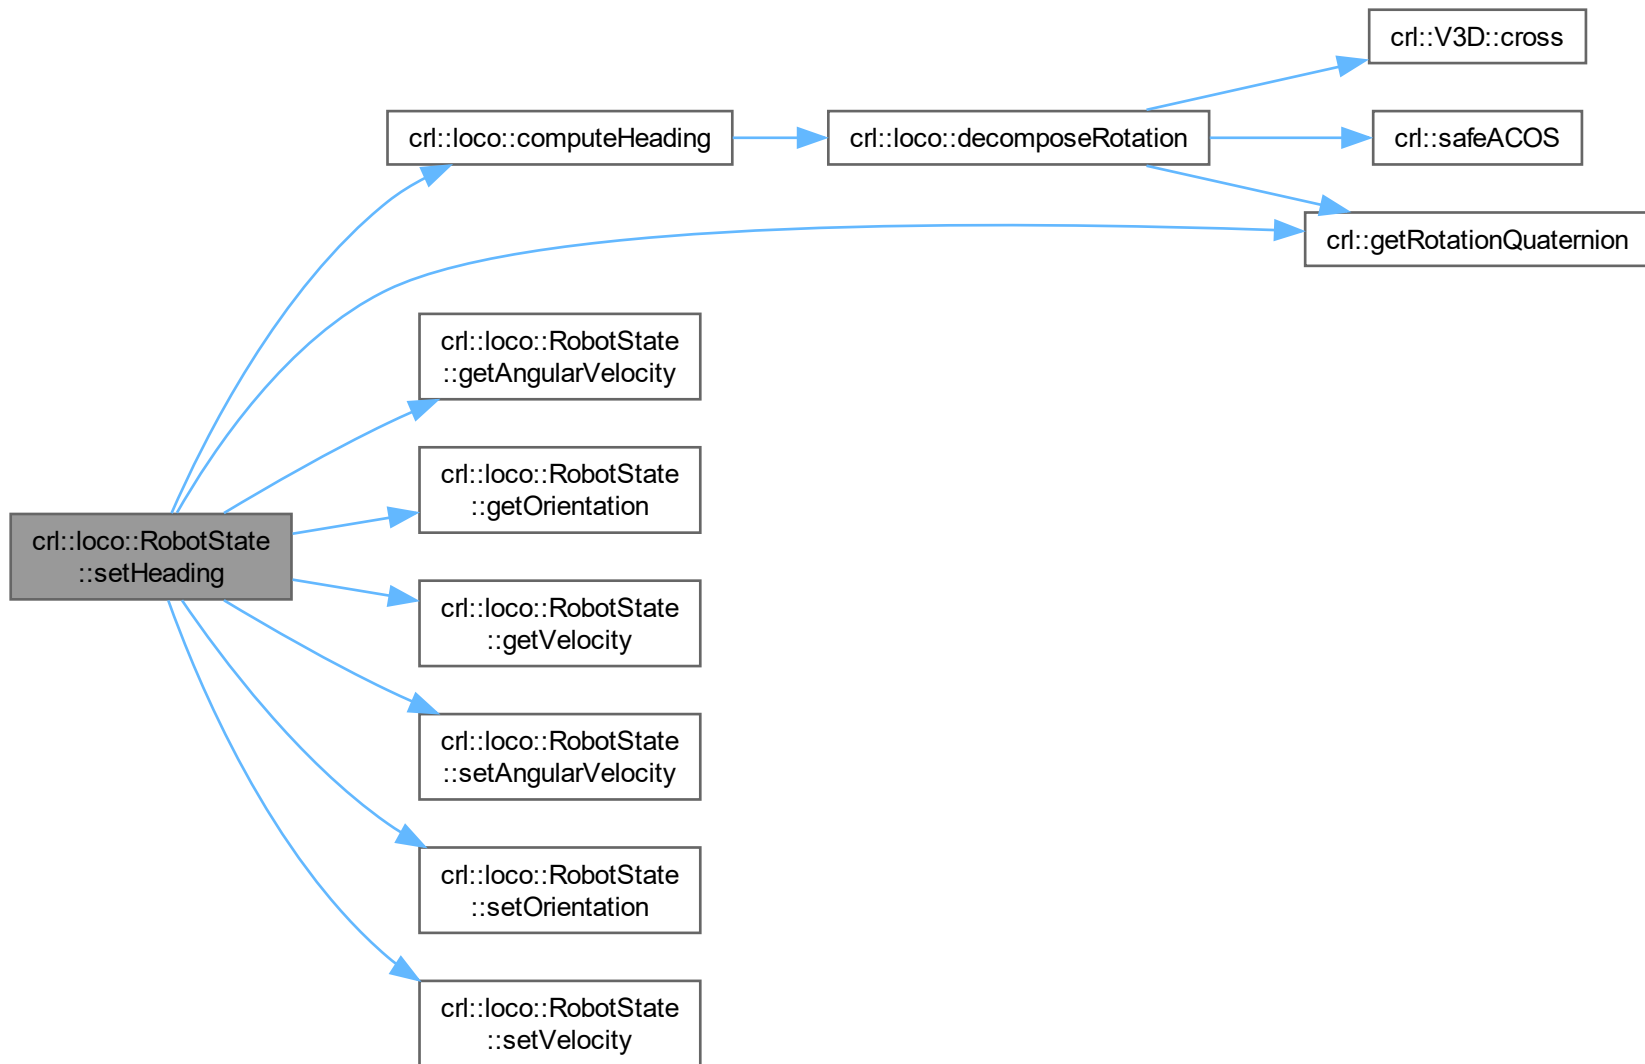 crl::V3D::cross
crl::loco::computeHeading
crl::loco::decomposeRotation
crl::safeACOS
crl::getRotationQuaternion
crl::loco::RobotState
::getAngularVelocity
crl::loco::RobotState
::getOrientation
crl::loco::RobotState
::setHeading
crl::loco::RobotState
::getVelocity
crl::loco::RobotState
::setAngularVelocity
crl::loco::RobotState
::setOrientation
crl::loco::RobotState
::setVelocity